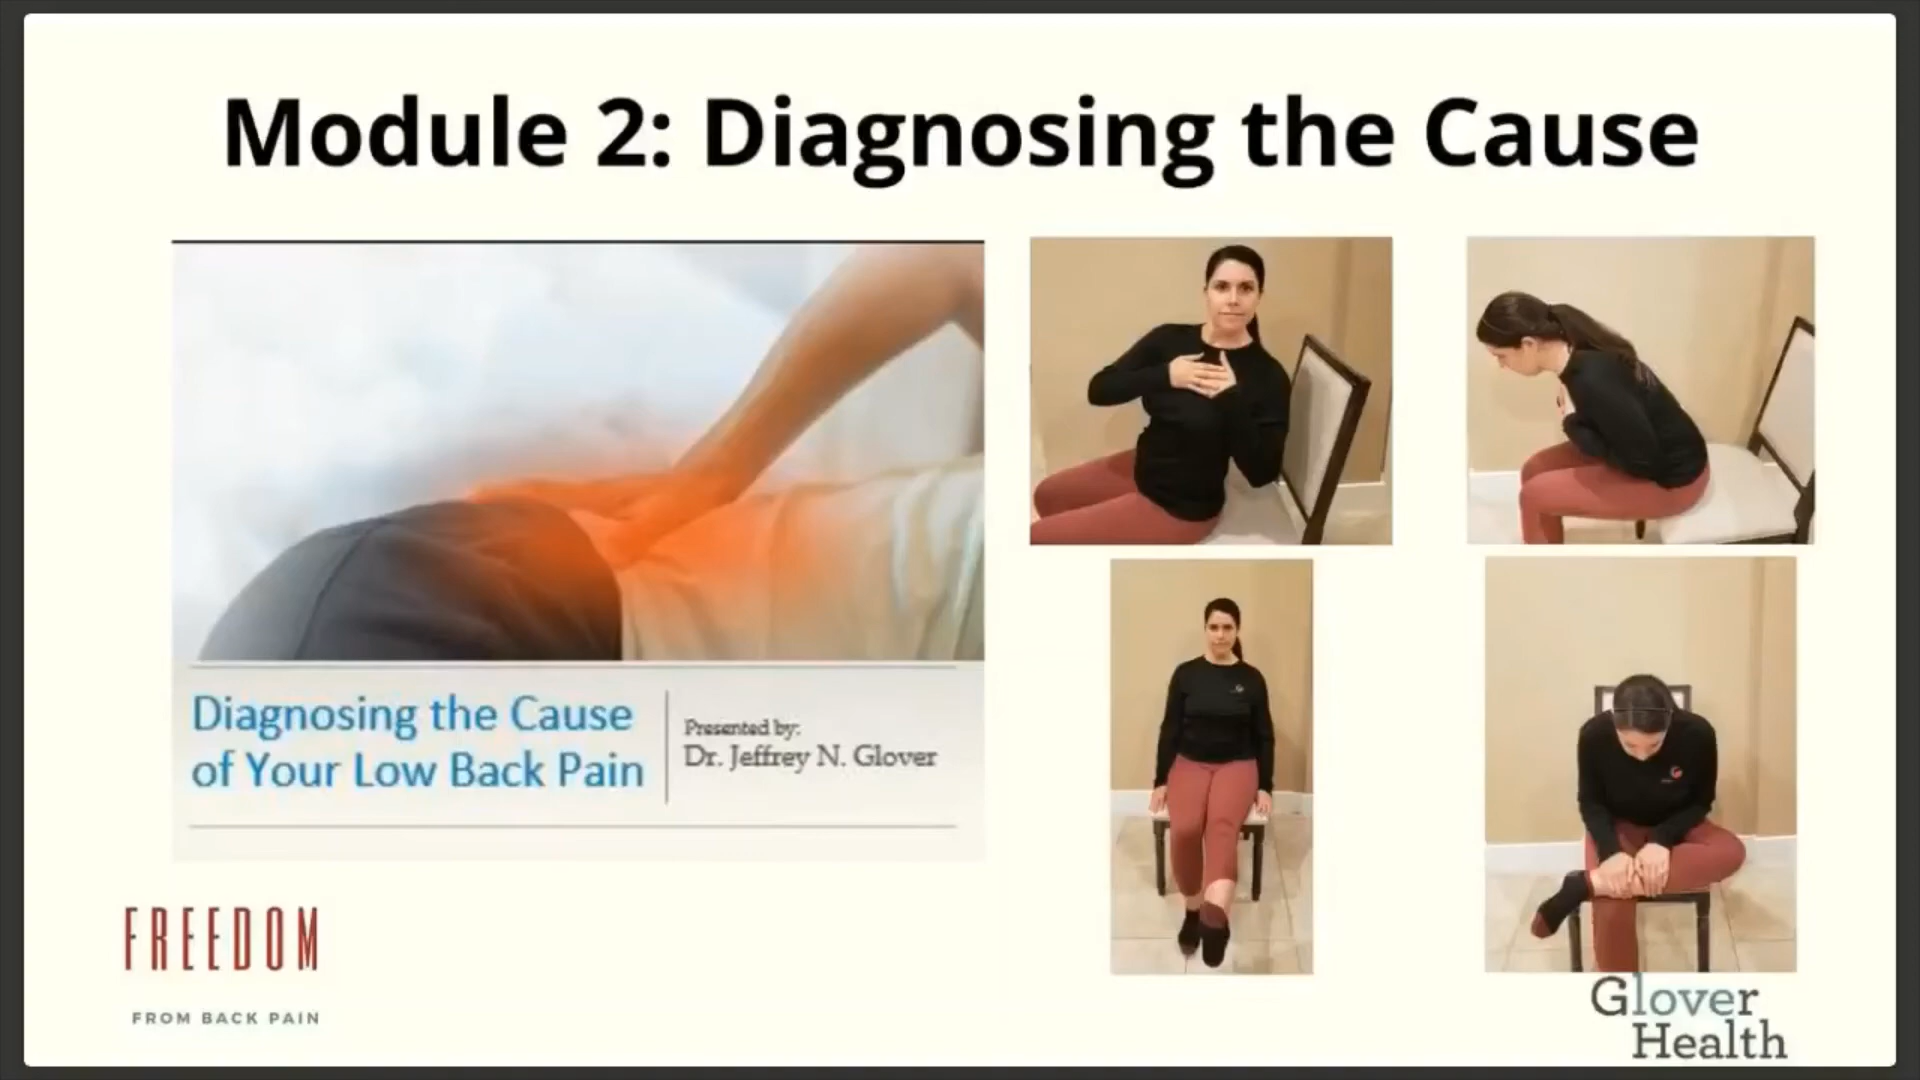 Module 2: Diagnosing the Cause
Diagnosing the Cause
of Your Low Back Pain
Presented by:
Dr. Jeffrey N. Glover
FREEDOM
FROM BACK PAIN
Glover
Health